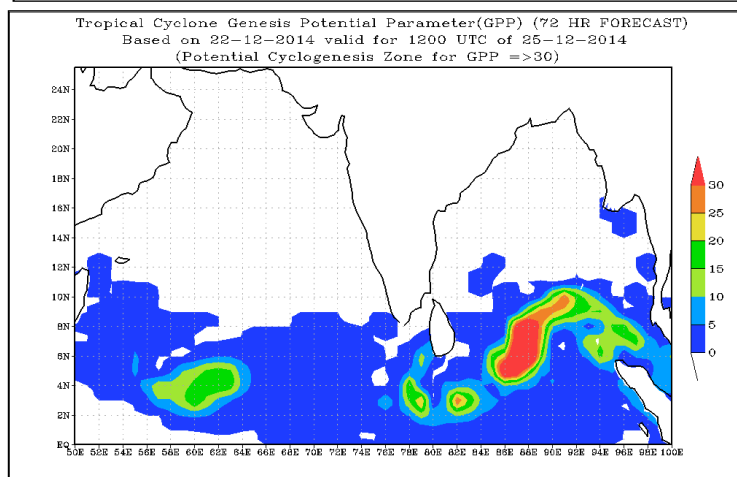 Tropical Cyclone Genesis Potential Parameter(GPP) (72 HR FORECAST)
Based on 22-12-2014 valid for 1200 UTC of 25-12-2014
(Potential Cyclogenesis Zone for GPP =>30)
24N
22N
20N
18N
16N
14N
12N
10N
8N
6N
4N
2N
EQ
50E 52E 54E 56E 58E 60E 62E 64E 66E 68E 70E 72E 74E 76E 78E 80E 82E 84E 86E 88E 90E 92E 94E 96E 98E 100E
30
25
20
15
10
5
0